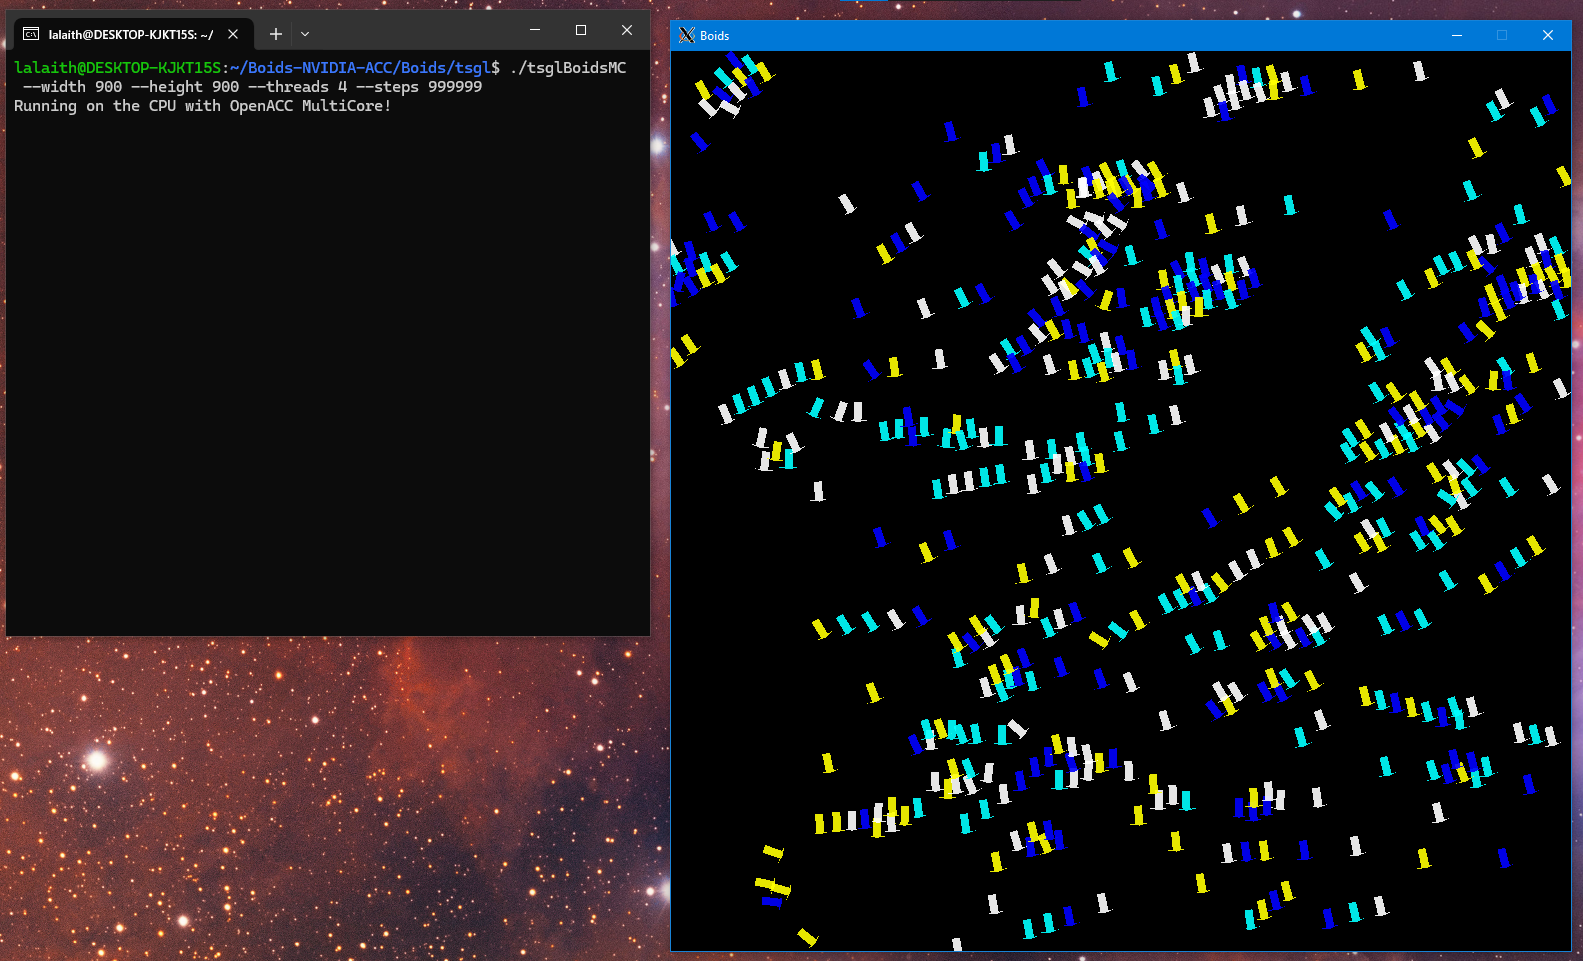 lalaith@DESKTOP-KJKT15S: ~/
lalaith@DESKTOP-KJKT15S:~/Boids-NVIDIA-ACC/Boids/tsgl$ ./tsglBoidsMC
--width 900 --height 900 --threads 4 --steps 999999
Running on the CPU with OpenACC MultiCore!
Boids